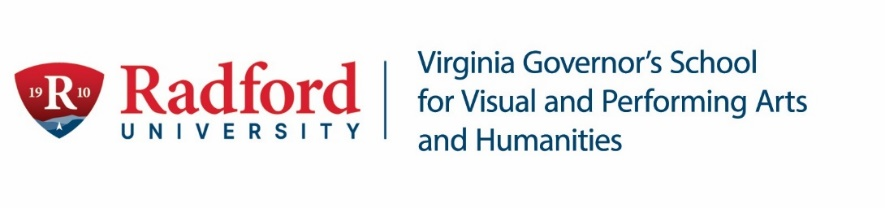 19 R 10
Radford
UNIVERSITY
Virginia Governor's School
for Visual and Performing Arts
and Humanities